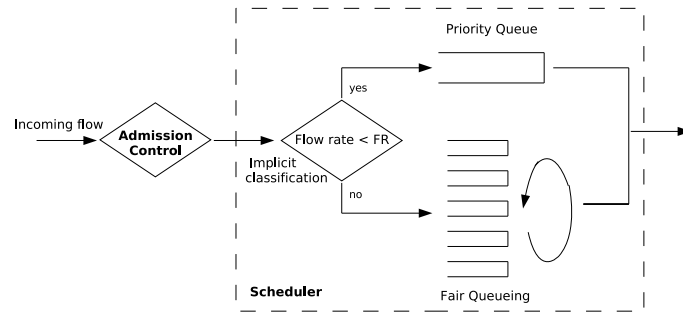 Priority Queue
yes
Incoming flow
Admission
Control
Flow rate < FR
Implicit
classification
no
Scheduler
Fair Queueing